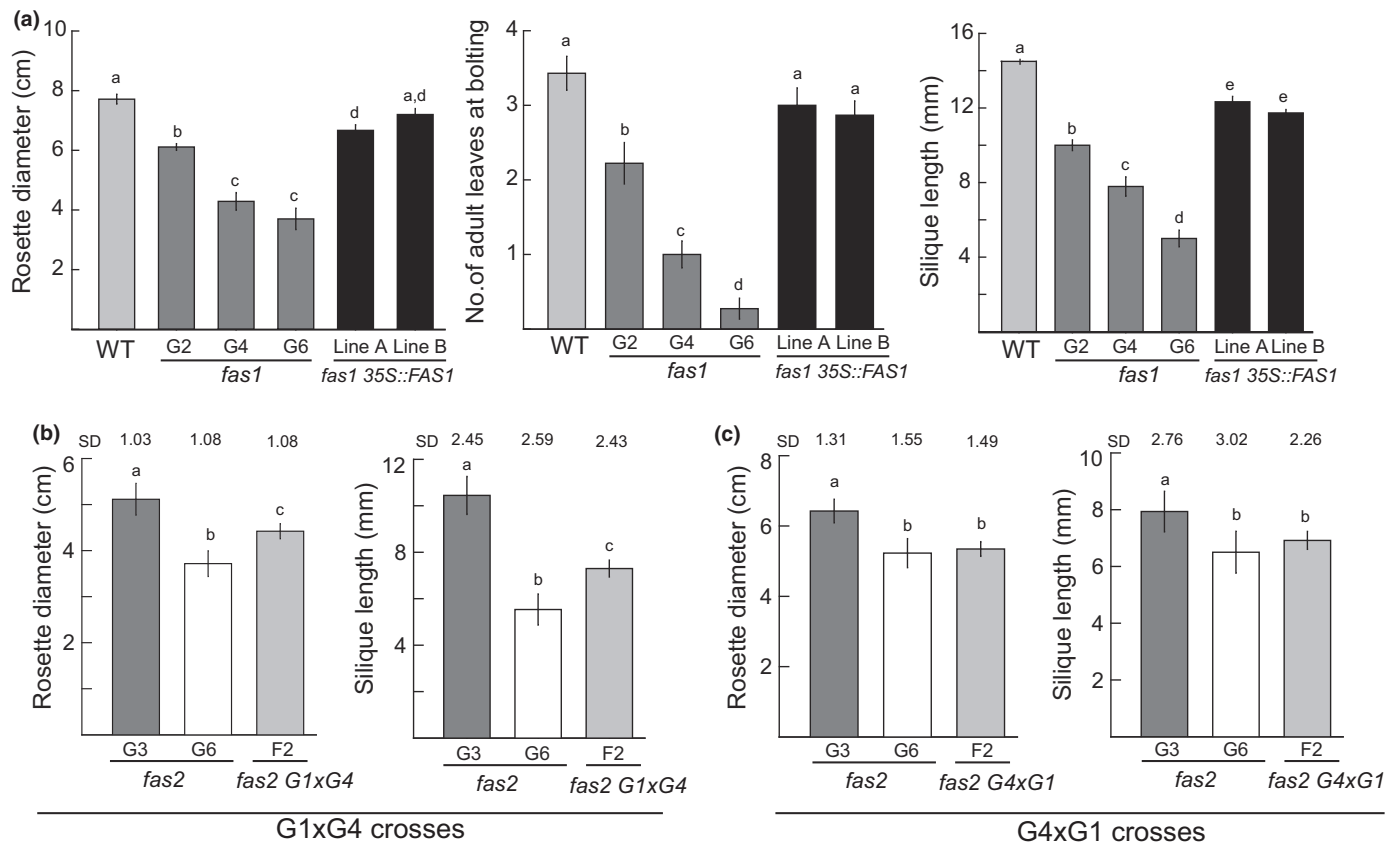 (a)
Rosette diameter (cm)
10
8
6
4
2
a
b
c
c
d
a,d
WT
G2
G4
G6
Line A
Line B
fas1
fas1 35S::FAS1
No.of adult leaves at bolting
4
3
2
1
a
b
c
d
a
a
WT
G2
G4
G6
Line A
Line B
fas1
fas1 35S::FAS1
Silique length (mm)
16
12
8
4
a
b
c
d
e
e
WT
G2
G4
G6
Line A
Line B
fas1
fas1 35S::FAS1
(b)
SD 1.03 1.08 1.08
Rosette diameter (cm)
6
4
2
a
b
c
G3
G6
F2
fas2
fas2 G1xG4
SD 2.45 2.59 2.43
Silique length (mm)
12
8
4
a
b
c
G3
G6
F2
fas2
fas2 G1xG4
G1xG4 crosses
(c)
SD 1.31 1.55 1.49
Rosette diameter (cm)
8
6
4
2
a
b
b
G3
G6
F2
fas2
fas2 G4xG1
SD 2.76 3.02 2.26
Silique length (mm)
10
8
6
4
2
a
b
b
G3
G6
F2
fas2
fas2 G4xG1
G4xG1 crosses